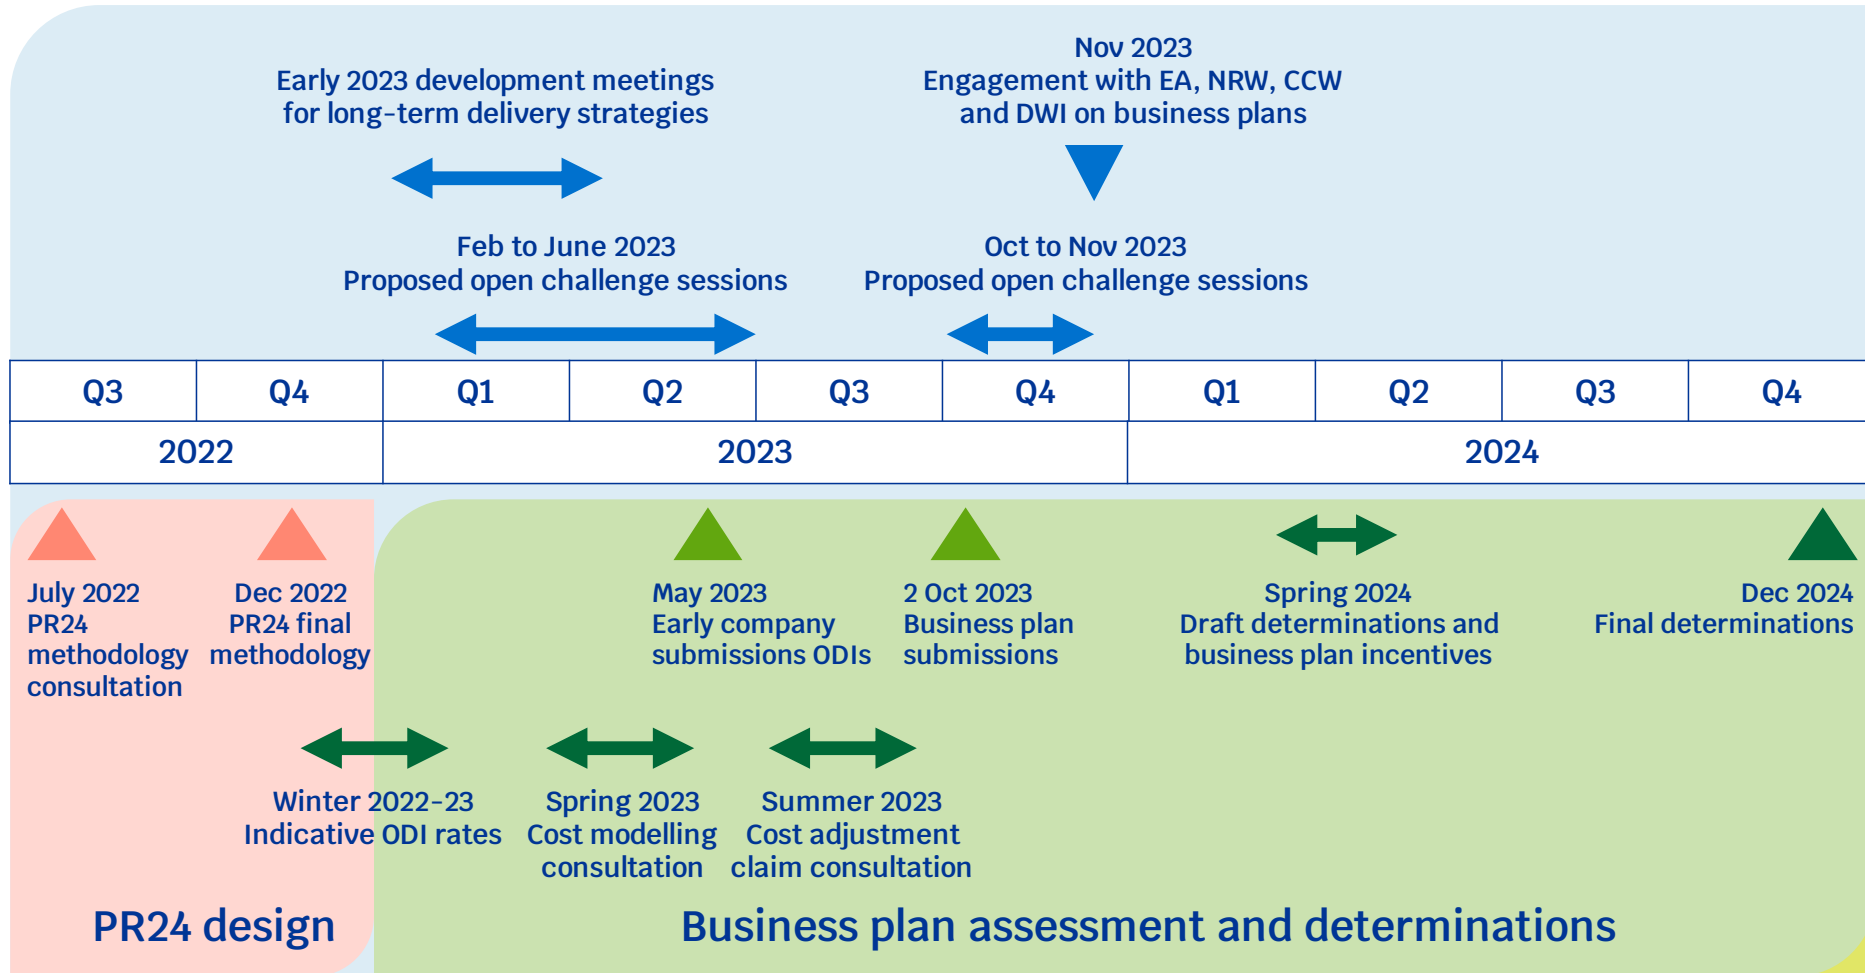 Early 2023 development meetings
for long-term delivery strategies
Nov 2023
Engagement with EA, NRW, CCW
and DWI on business plans
Feb to June 2023
Proposed open challenge sessions
Oct to Nov 2023
Proposed open challenge sessions
Q3 Q4 Q1 Q2 Q3 Q4 Q1 Q2 Q3 Q4
2022 2023 2024
July 2022
PR24
methodology
consultation
Dec 2022
PR24 final
methodology
May 2023
Early company
submissions ODIs
2 Oct 2023
Business plan
submissions
Spring 2024
Draft determinations and
business plan incentives
Dec 2024
Final determinations
Winter 2022-23
Indicative ODI rates
Spring 2023
Cost modelling
consultation
Summer 2023
Cost adjustment
claim consultation
PR24 design
Business plan assessment and determinations